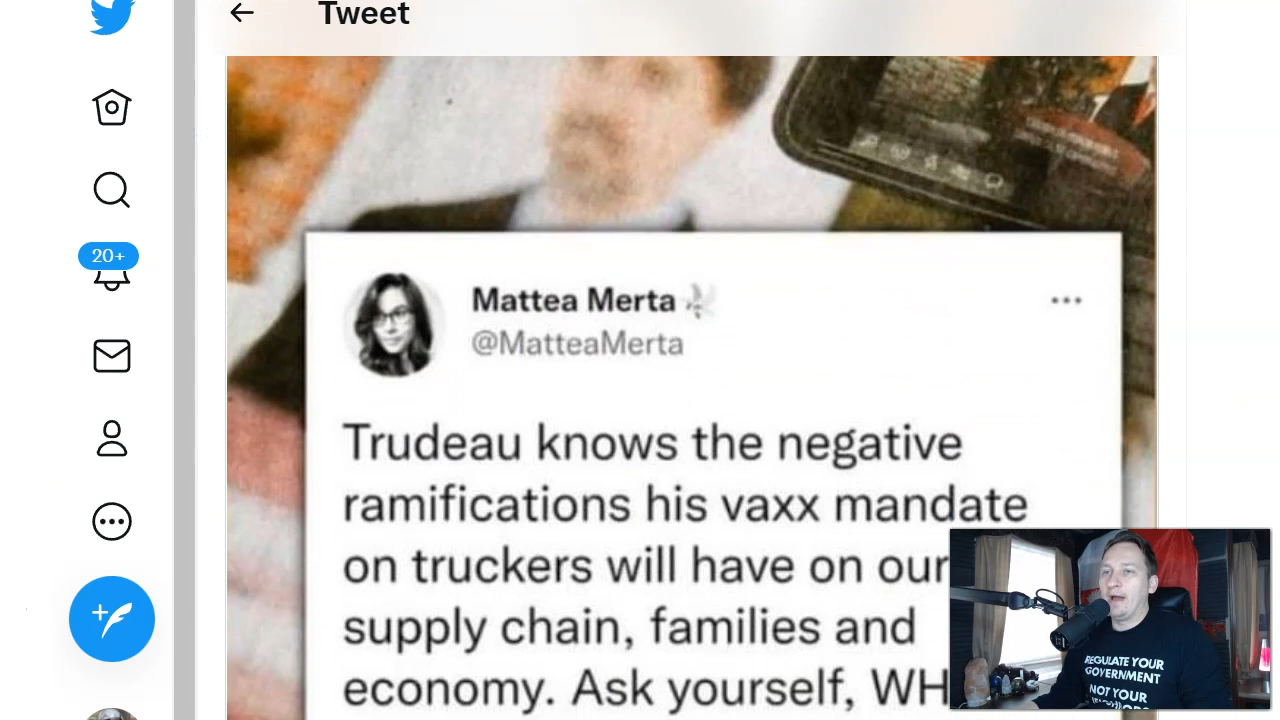 Tweet
20+
Mattea Merta
@MatteaMerta
Trudeau knows the negative
ramifications his vaxx mandate
on truckers will have on our
supply chain, families and
economy. Ask yourself, WH
REGULATE YOUR
GOVERNMENT
NOT YOUR